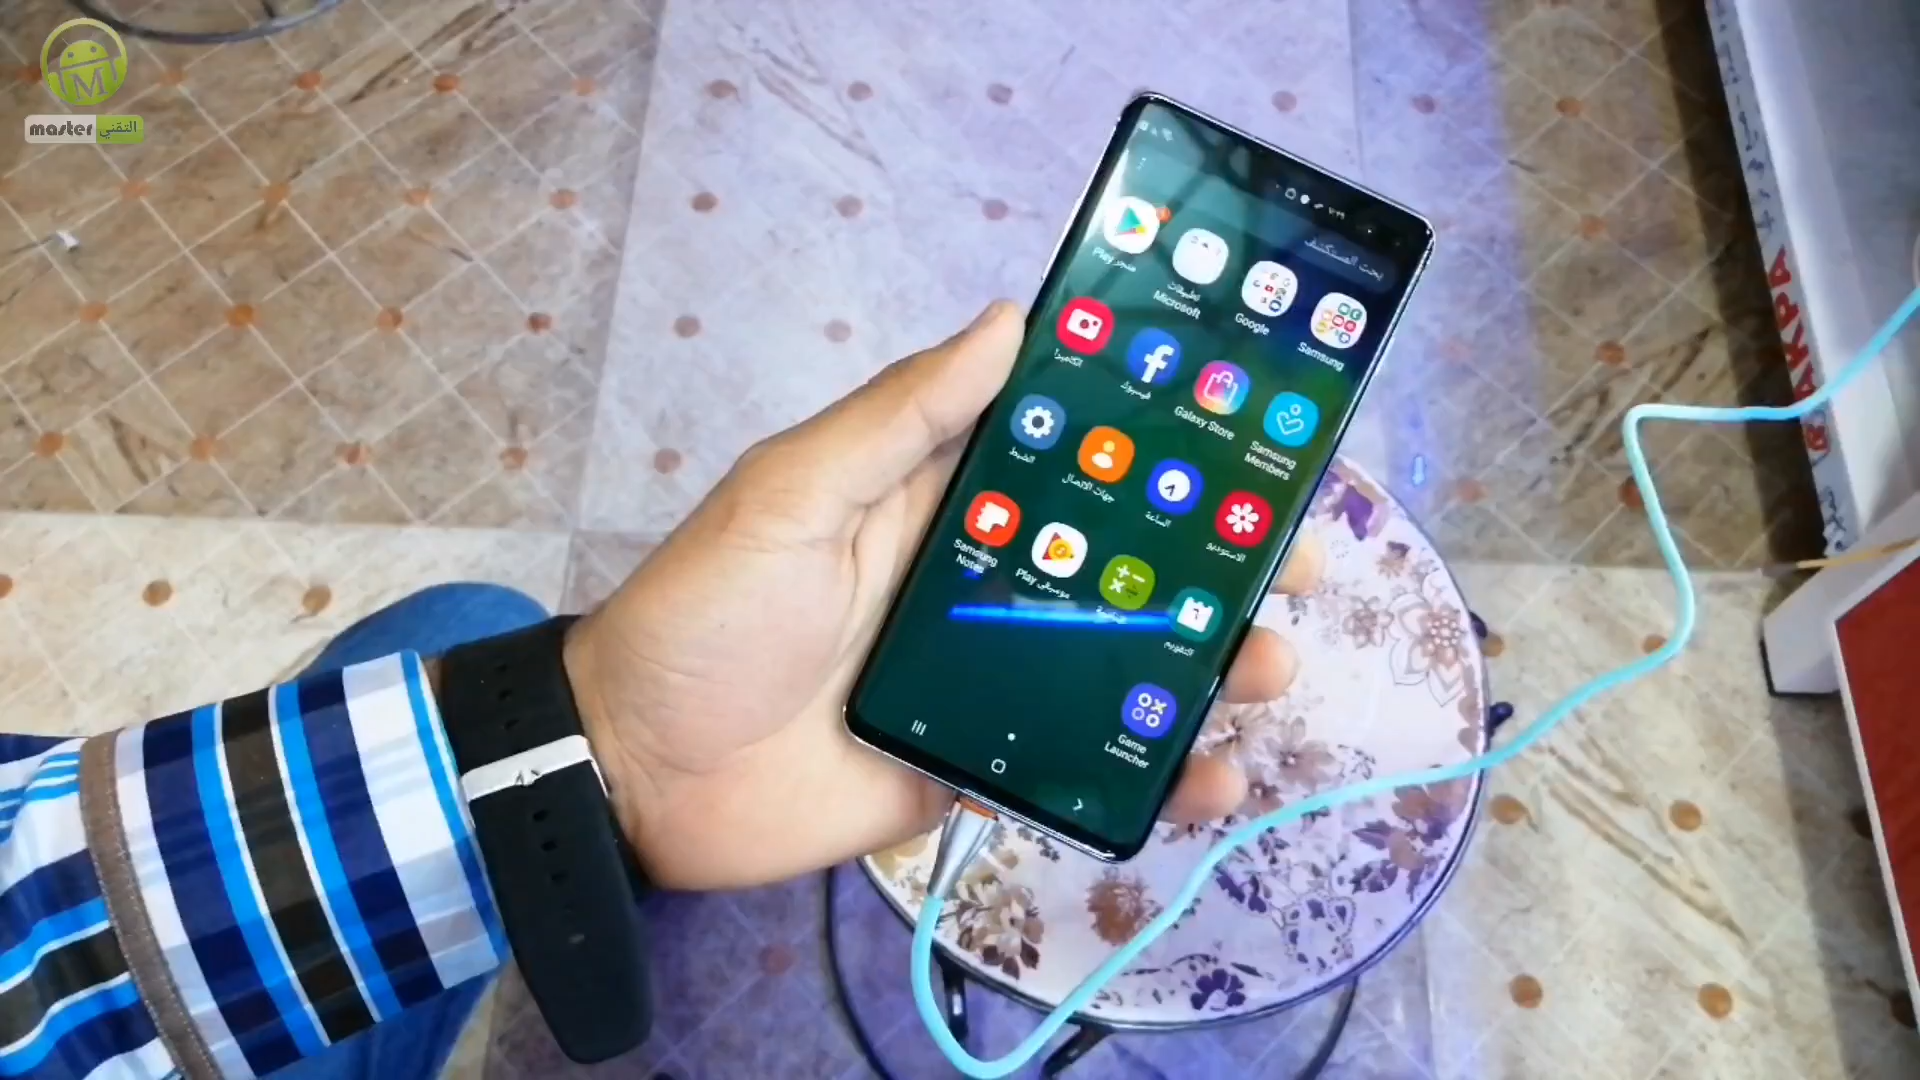 M
master التقني
بحث المستكشف
متجر Play
تطبيقات
Microsoft
Google
Samsung
الكاميرا
فيسبوك
Galaxy Store
Samsung
Members
الضبط
جهات الاتصال
الساعة
الاستوديو
Samsung
Notes
موسيقى Play
حاسبة
التقويم
Game
Launcher